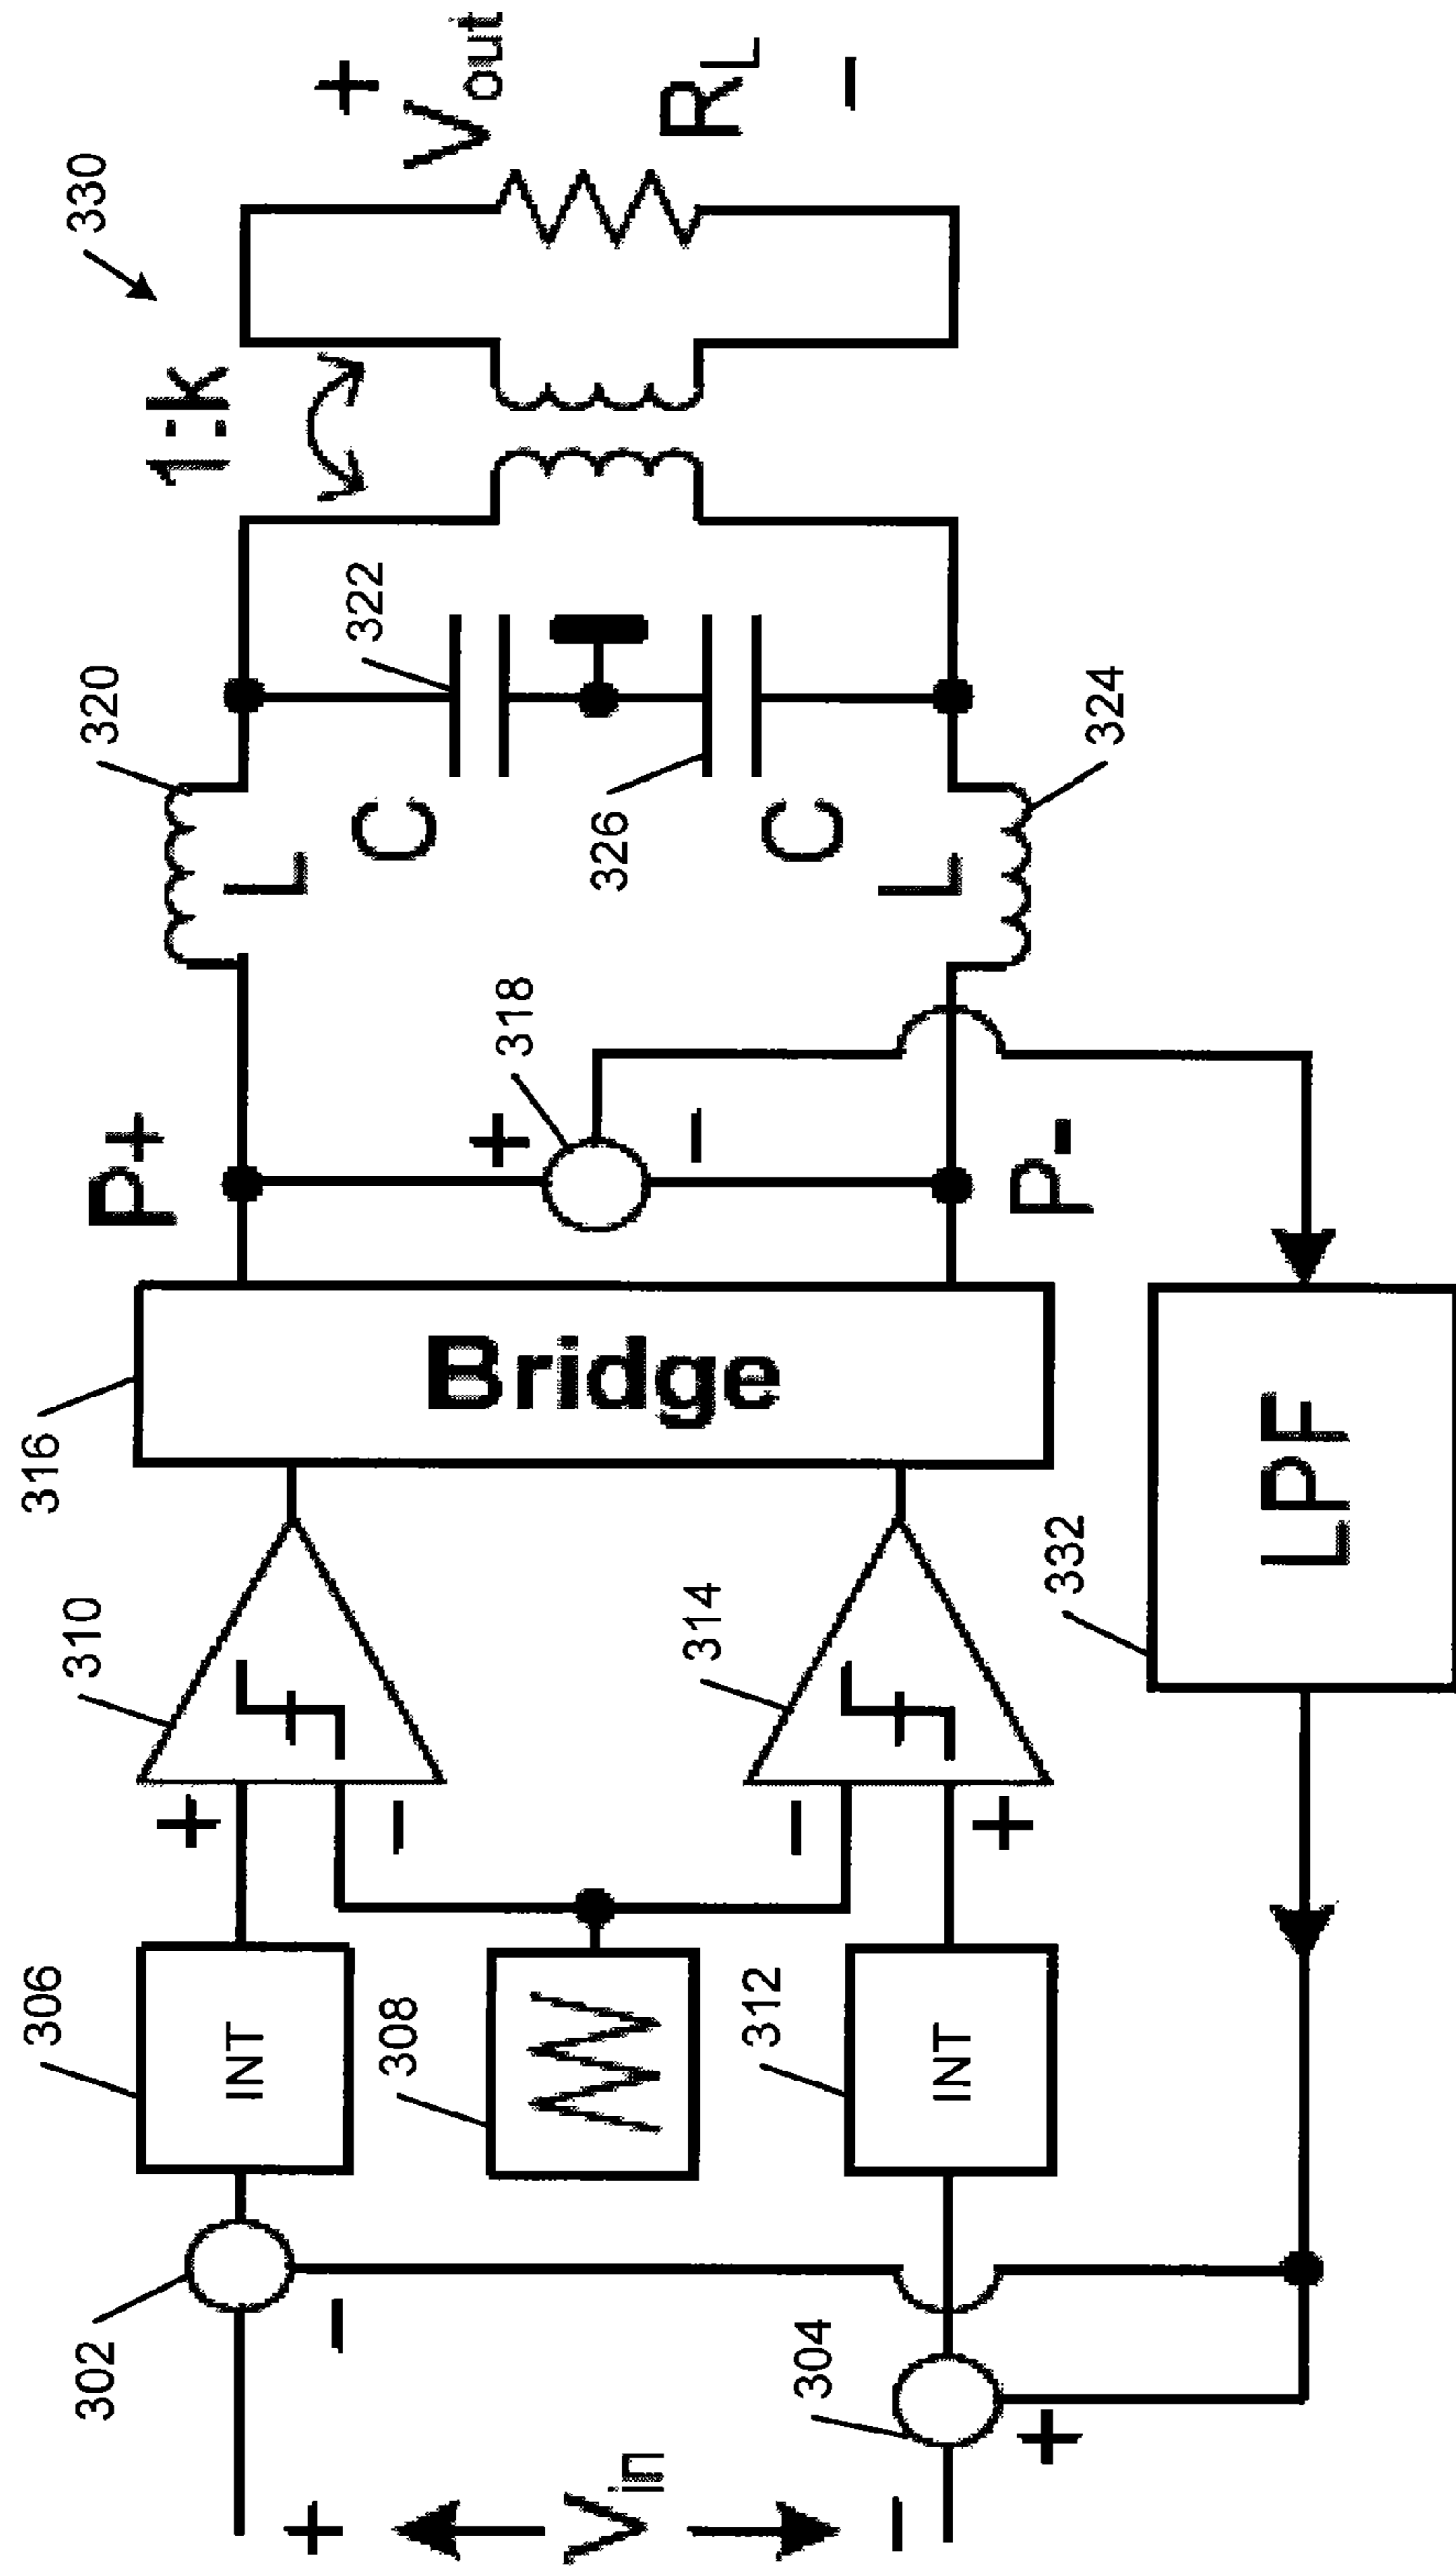 330
1:k
+
Vout
RL
−
320
322
C
L
326
C
L
324
P+
318
+
−
P-
316
Bridge
310
+
−
314
−
+
332
LPF
306
INT
308
312
INT
302
−
304
+
+
Vin
−